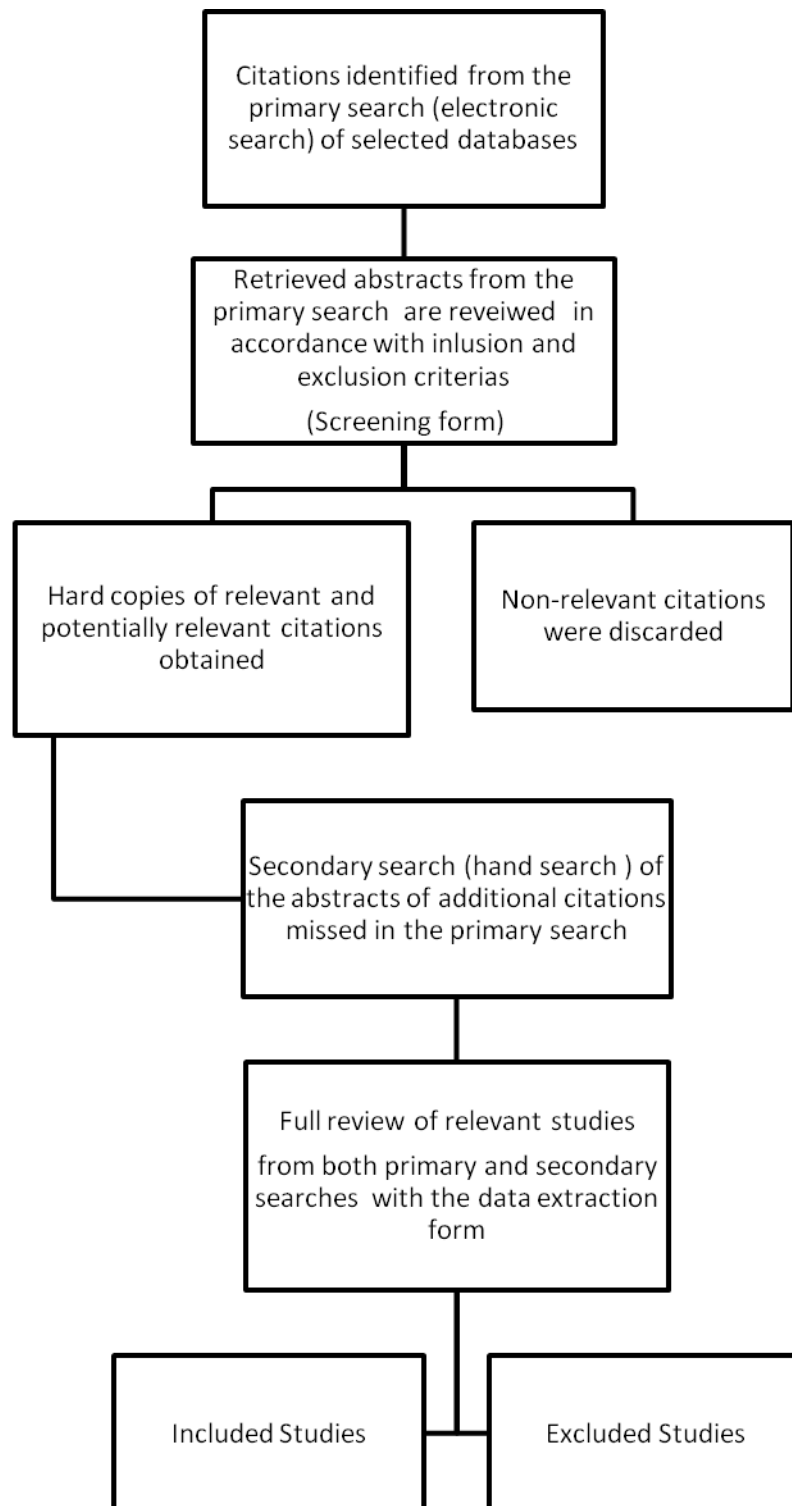 Citations identified from the
primary search (electronic
search) of selected databases
Retrieved abstracts from the
primary search are reveiwed in
accordance with inlusion and
exclusion criterias
(Screening form)
Hard copies of relevant and
potentially relevant citations
obtained
Non-relevant citations
were discarded
Secondary search (hand search ) of
the abstracts of additional citations
missed in the primary search
Full review of relevant studies
from both primary and secondary
searches with the data extraction
form
Included Studies
Excluded Studies